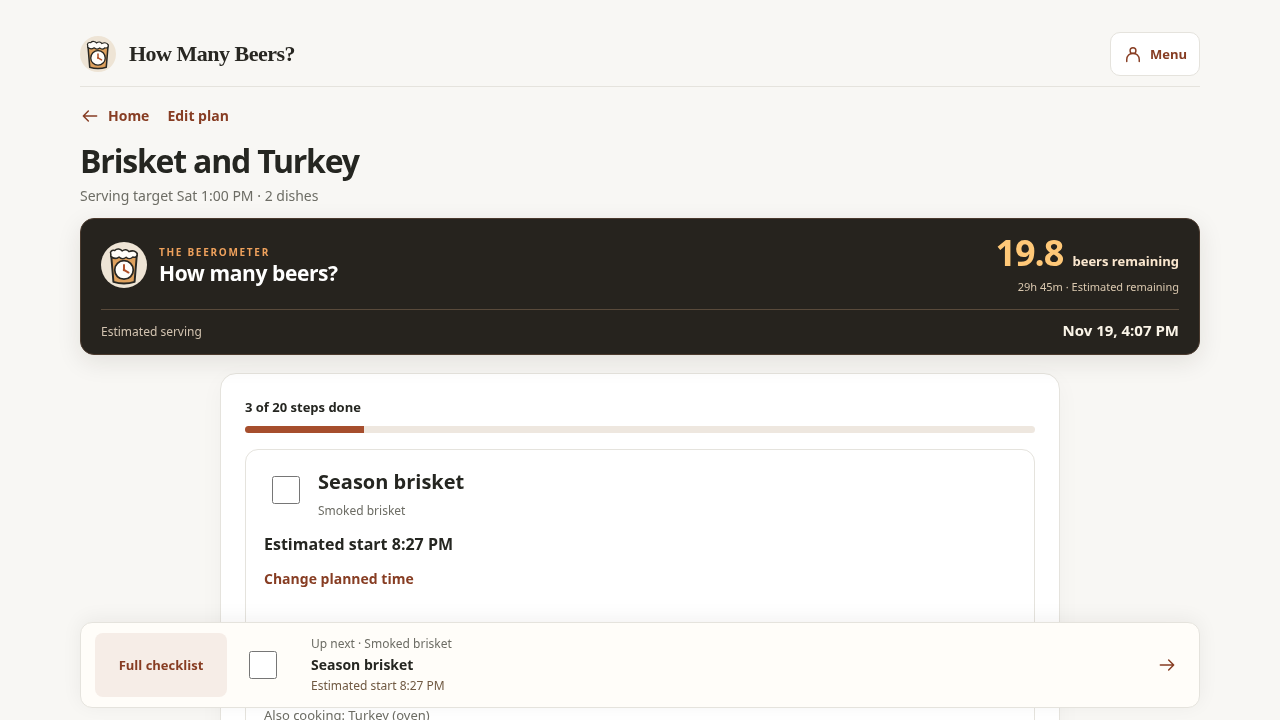 How Many Beers?
Menu
Home
Edit plan
Brisket and Turkey
Serving target Sat 1:00 PM · 2 dishes
THE BEEROMETER
How many beers?
19.8 beers remaining
29h 45m · Estimated remaining
Estimated serving
Nov 19, 4:07 PM
3 of 20 steps done
Season brisket
Smoked brisket
Estimated start 8:27 PM
Change planned time
Full checklist
Up next · Smoked brisket
Season brisket
Estimated start 8:27 PM
Also cooking: Turkey (oven)